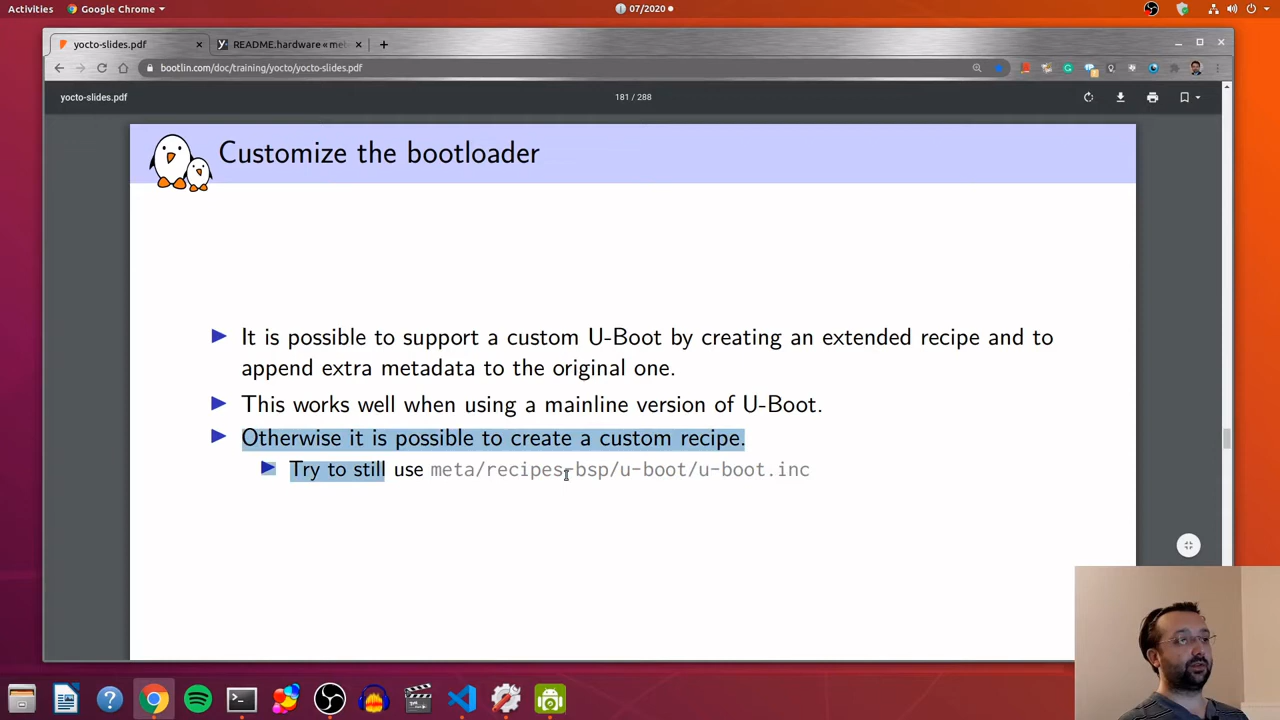 Activities
Google Chrome
07/2020
yocto-slides.pdf
README.hardware « met
bootlin.com/doc/training/yocto/yocto-slides.pdf
yocto-slides.pdf
181 / 288
Customize the bootloader
It is possible to support a custom U-Boot by creating an extended recipe and to
append extra metadata to the original one.
This works well when using a mainline version of U-Boot.
Otherwise it is possible to create a custom recipe.
Try to still use meta/recipes-bsp/u-boot/u-boot.inc